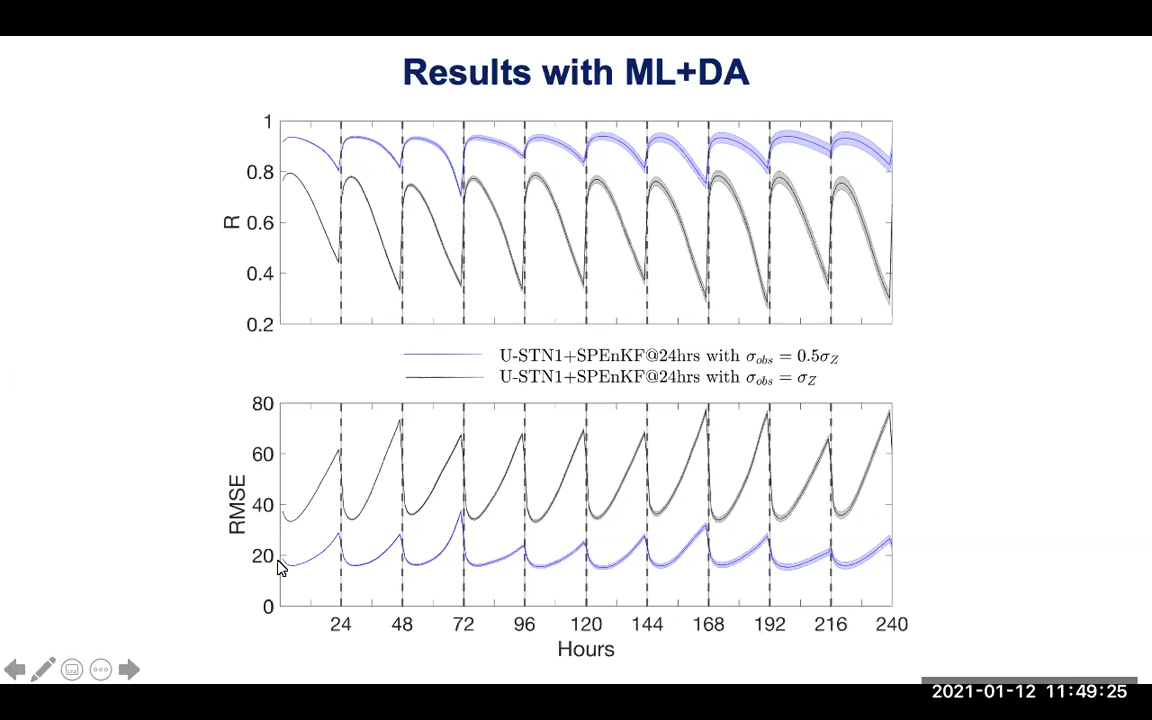 Results with ML+DA
1
0.8
R
0.6
0.4
0.2
U-STN1+SPEnKF@24hrs with σ_obs = 0.5σ_Z
U-STN1+SPEnKF@24hrs with σ_obs = σ_Z
80
60
RMSE
40
20
0
24 48 72 96 120 144 168 192 216 240
Hours
2021-01-12 11:49:25